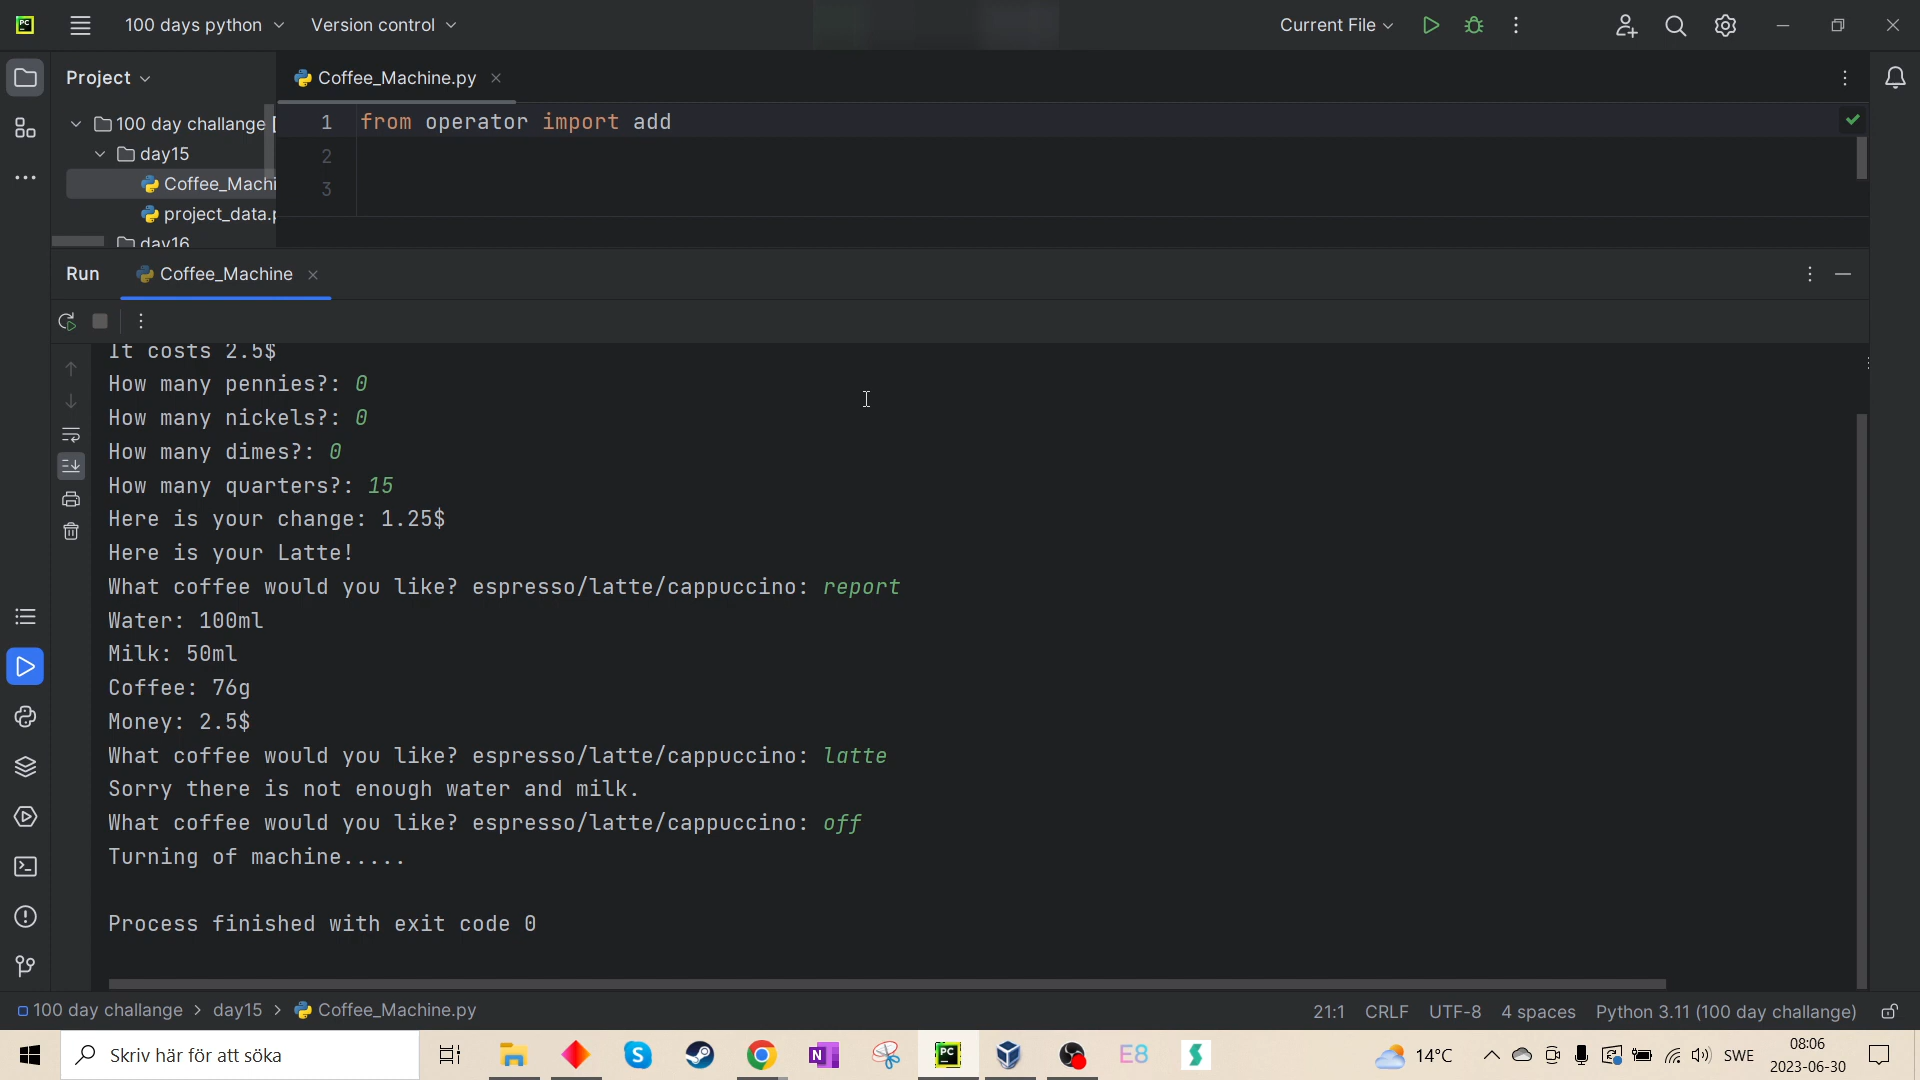 100 days python
Version control
Current File
Project
Coffee_Machine.py
100 day challange [
day15
Coffee_Machi
project_data.p
day16
1 from operator import add
2
3
Run
Coffee_Machine
It costs 2.5$
How many pennies?: 0
How many nickels?: 0
How many dimes?: 0
How many quarters?: 15
Here is your change: 1.25$
Here is your Latte!
What coffee would you like? espresso/latte/cappuccino: report
Water: 100ml
Milk: 50ml
Coffee: 76g
Money: 2.5$
What coffee would you like? espresso/latte/cappuccino: latte
Sorry there is not enough water and milk.
What coffee would you like? espresso/latte/cappuccino: off
Turning of machine.....
Process finished with exit code 0
100 day challange > day15 > Coffee_Machine.py
21:1 CRLF UTF-8 4 spaces Python 3.11 (100 day challange)
Skriv här för att söka
PC
E8
14°C
SWE
08:06
2023-06-30